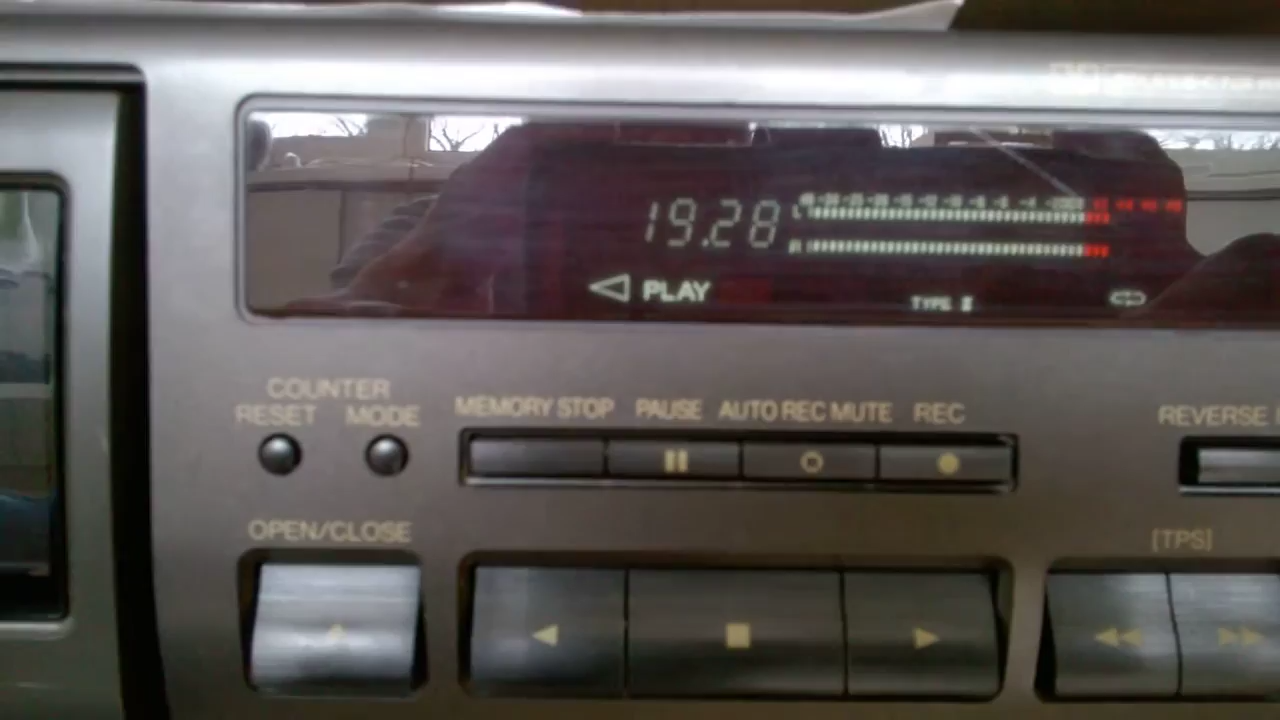 19.28
L
R
PLAY
TYPE II
COUNTER
RESET MODE
MEMORY STOP PAUSE AUTO REC MUTE REC
REVERSE
OPEN/CLOSE
[TPS]